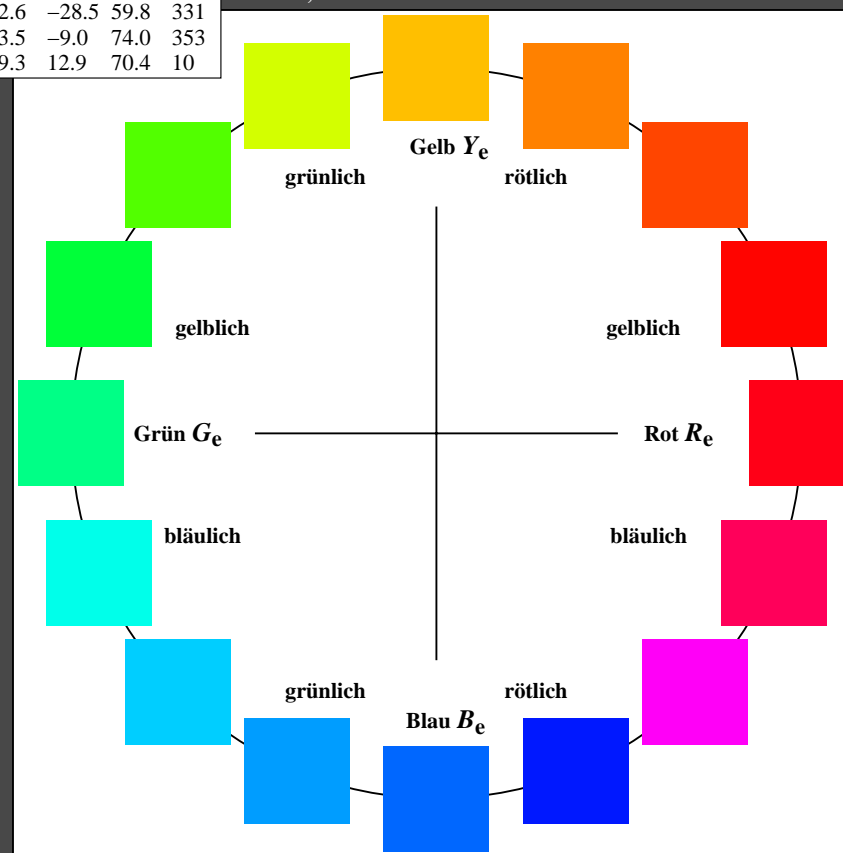 2.6 −28.5 59.8 331
3.5 −9.0 74.0 353
9.3 12.9 70.4 10
Gelb Yₑ
grünlich rötlich
gelblich gelblich
Grün Gₑ Rot Rₑ
bläulich bläulich
grünlich rötlich
Blau Bₑ